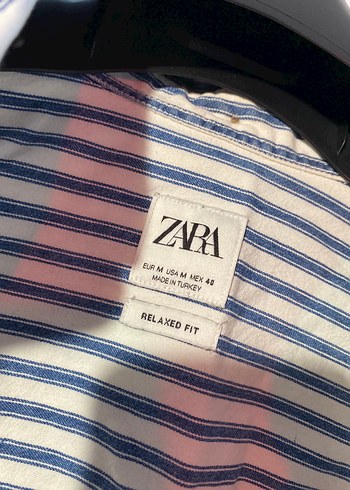 ZARA
EUR M USA M MEX 40
MADE IN TURKEY
RELAXED FIT